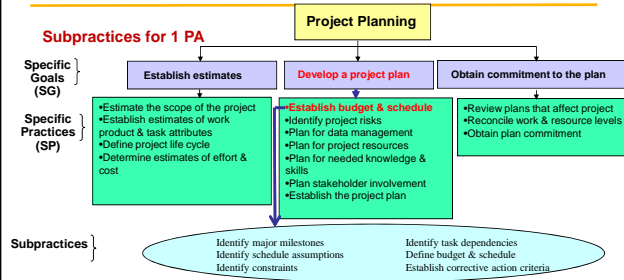 Project Planning
Subpractices for 1 PA
Specific
Goals
(SG)
Establish estimates
Develop a project plan
Obtain commitment to the plan
Specific
Practices
(SP)
•Estimate the scope of the project
•Establish estimates of work
product & task attributes
•Define project life cycle
•Determine estimates of effort &
cost
•Establish budget & schedule
•Identify project risks
•Plan for data management
•Plan for project resources
•Plan for needed knowledge &
skills
•Plan stakeholder involvement
•Establish the project plan
•Review plans that affect project
•Reconcile work & resource levels
•Obtain plan commitment
Subpractices
Identify major milestones
Identify schedule assumptions
Identify constraints
Identify task dependencies
Define budget & schedule
Establish corrective action criteria